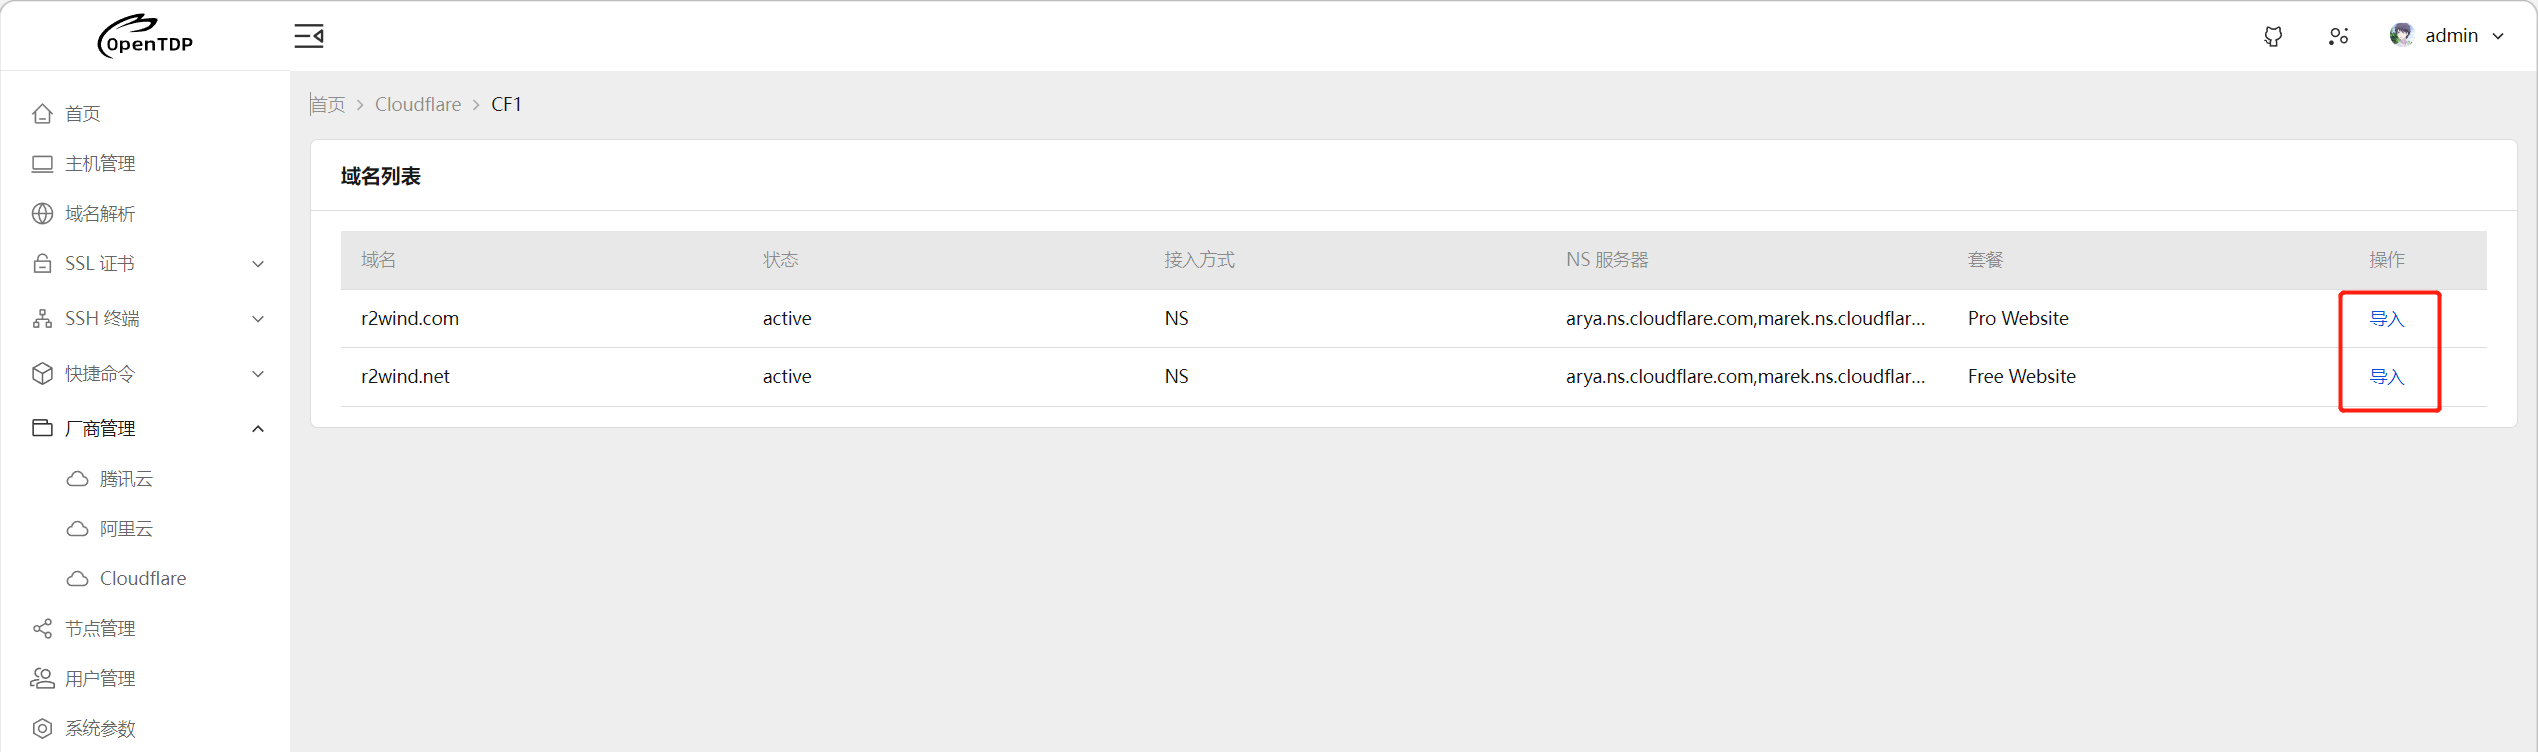 OpenTDP
admin
首页
主机管理
域名解析
SSL 证书
SSH 终端
快捷命令
厂商管理
腾讯云
阿里云
Cloudflare
节点管理
用户管理
系统参数
首页 > Cloudflare > CF1
域名列表
域名 状态 接入方式 NS 服务器 套餐 操作
r2wind.com active NS arya.ns.cloudflare.com,marek.ns.cloudflar... Pro Website 导入
r2wind.net active NS arya.ns.cloudflare.com,marek.ns.cloudflar... Free Website 导入